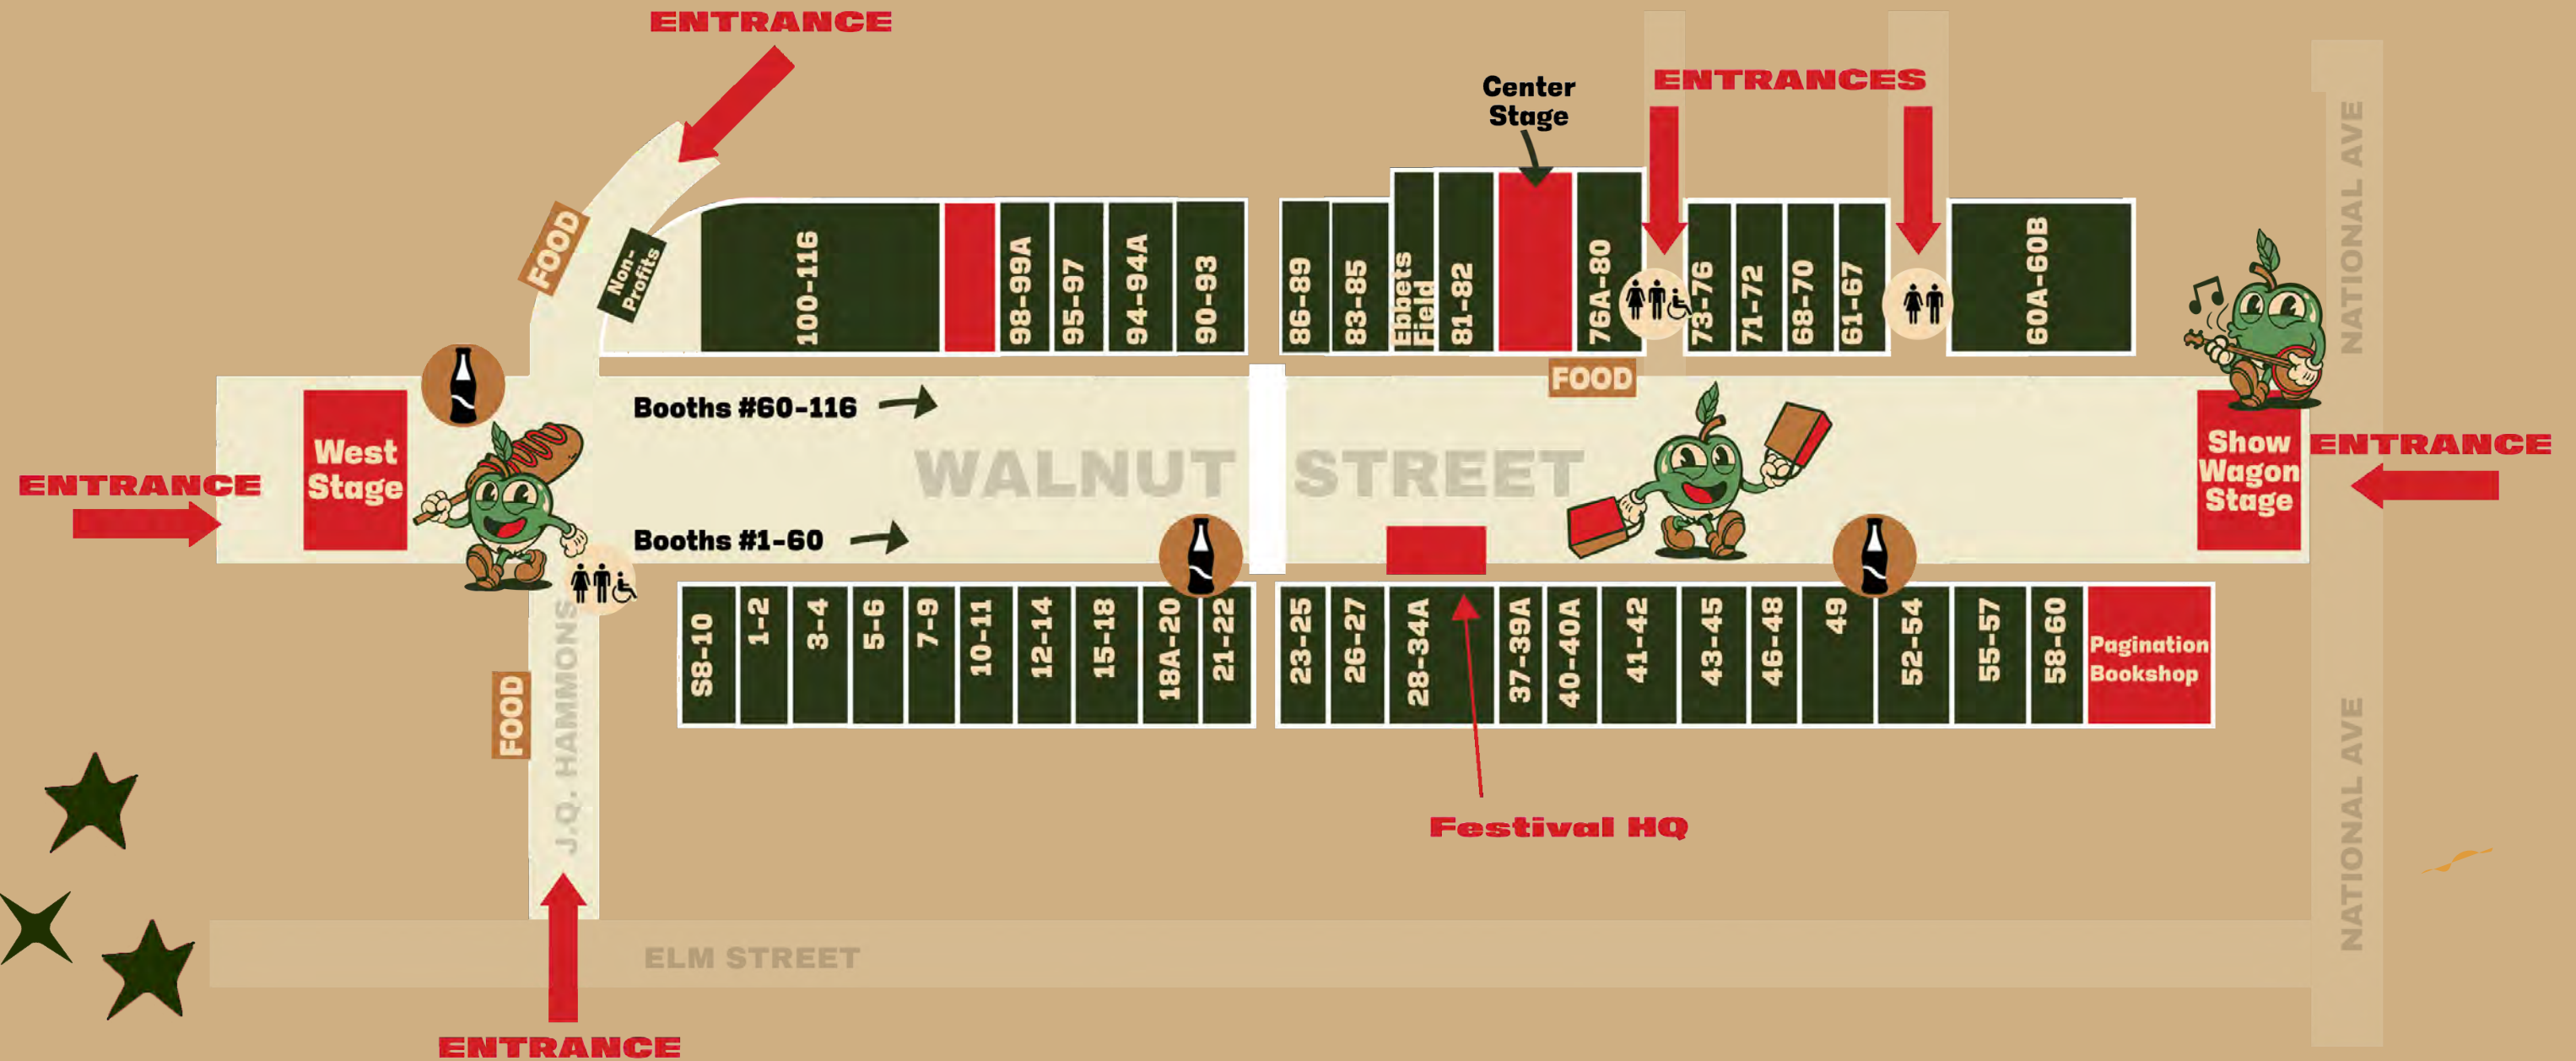 ENTRANCE
Center
Stage
ENTRANCES
NATIONAL AVE
FOOD
Non-
Profits
100-116
98-99A
95-97
94-94A
90-93
86-89
83-85
Ebbets
Field
81-82
76A-80
73-76
71-72
68-70
61-67
60A-60B
FOOD
Booths #60-116
West
Stage
ENTRANCE
WALNUT STREET
Show
Wagon
Stage
ENTRANCE
Booths #1-60
S8-10
1-2
3-4
5-6
7-9
10-11
12-14
15-18
18A-20
21-22
23-25
26-27
28-34A
37-39A
40-40A
41-42
43-45
46-48
49
52-54
55-57
58-60
Pagination
Bookshop
FOOD
J.Q. HAMMONS
Festival HQ
NATIONAL AVE
ELM STREET
ENTRANCE